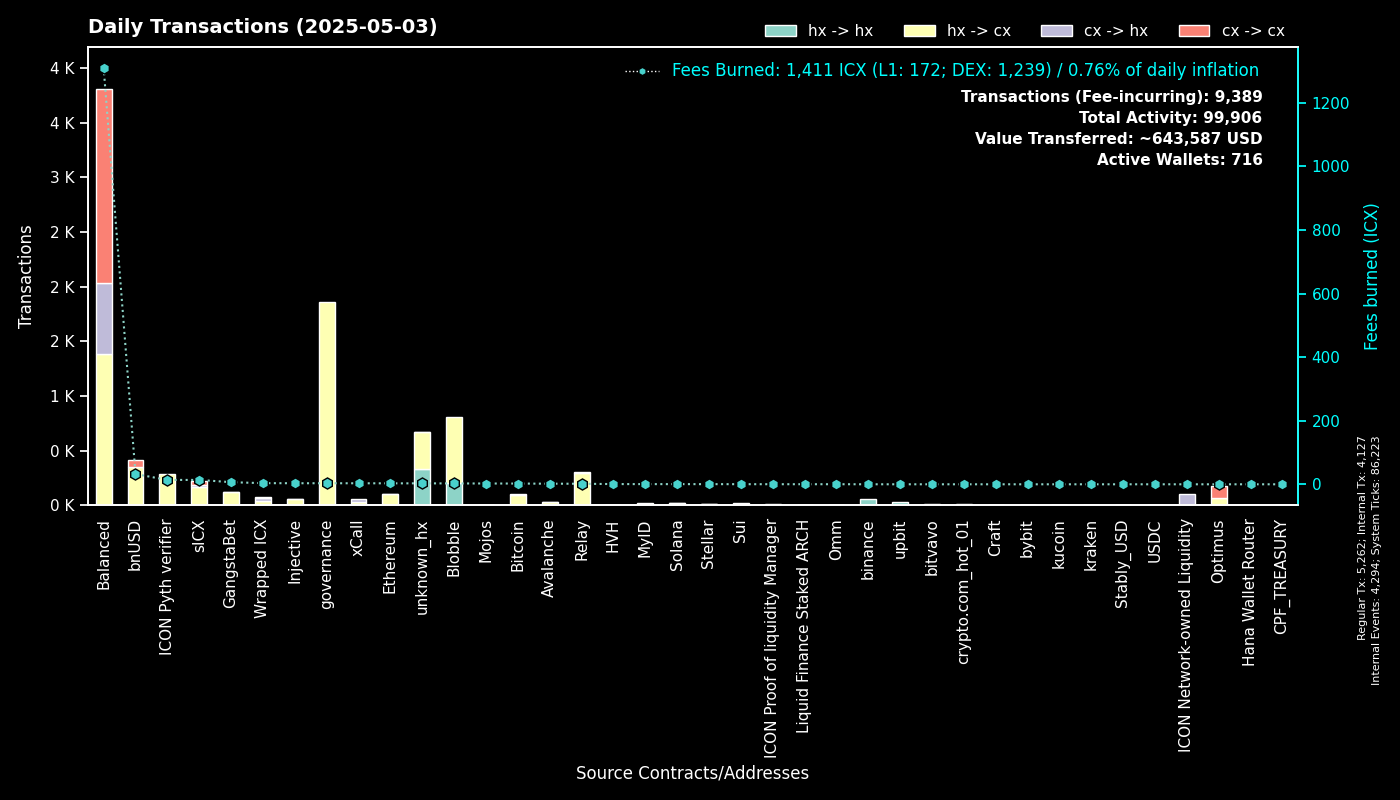 Daily Transactions (2025-05-03)
hx -> hx
hx -> cx
cx -> hx
cx -> cx
Fees Burned: 1,411 ICX (L1: 172; DEX: 1,239) / 0.76% of daily inflation
Transactions (Fee-incurring): 9,389
Total Activity: 99,906
Value Transferred: ~643,587 USD
Active Wallets: 716
Transactions
4 K
4 K
3 K
2 K
2 K
2 K
1 K
0 K
0 K
1200
1000
800
600
400
200
0
Fees burned (ICX)
Balanced
bnUSD
ICON Pyth verifier
sICX
GangstaBet
Wrapped ICX
Injective
governance
xCall
Ethereum
unknown_hx
Blobble
Mojos
Bitcoin
Avalanche
Relay
HVH
MyID
Solana
Stellar
Sui
ICON Proof of liquidity Manager
Liquid Finance Staked ARCH
Omm
binance
upbit
bitvavo
crypto.com_hot_01
Craft
bybit
kucoin
kraken
Stably_USD
USDC
ICON Network-owned Liquidity
Optimus
Hana Wallet Router
CPF_TREASURY
Source Contracts/Addresses
Regular Tx: 5,262; Internal Tx: 4,127
Internal Events: 4,294; System Ticks: 86,223